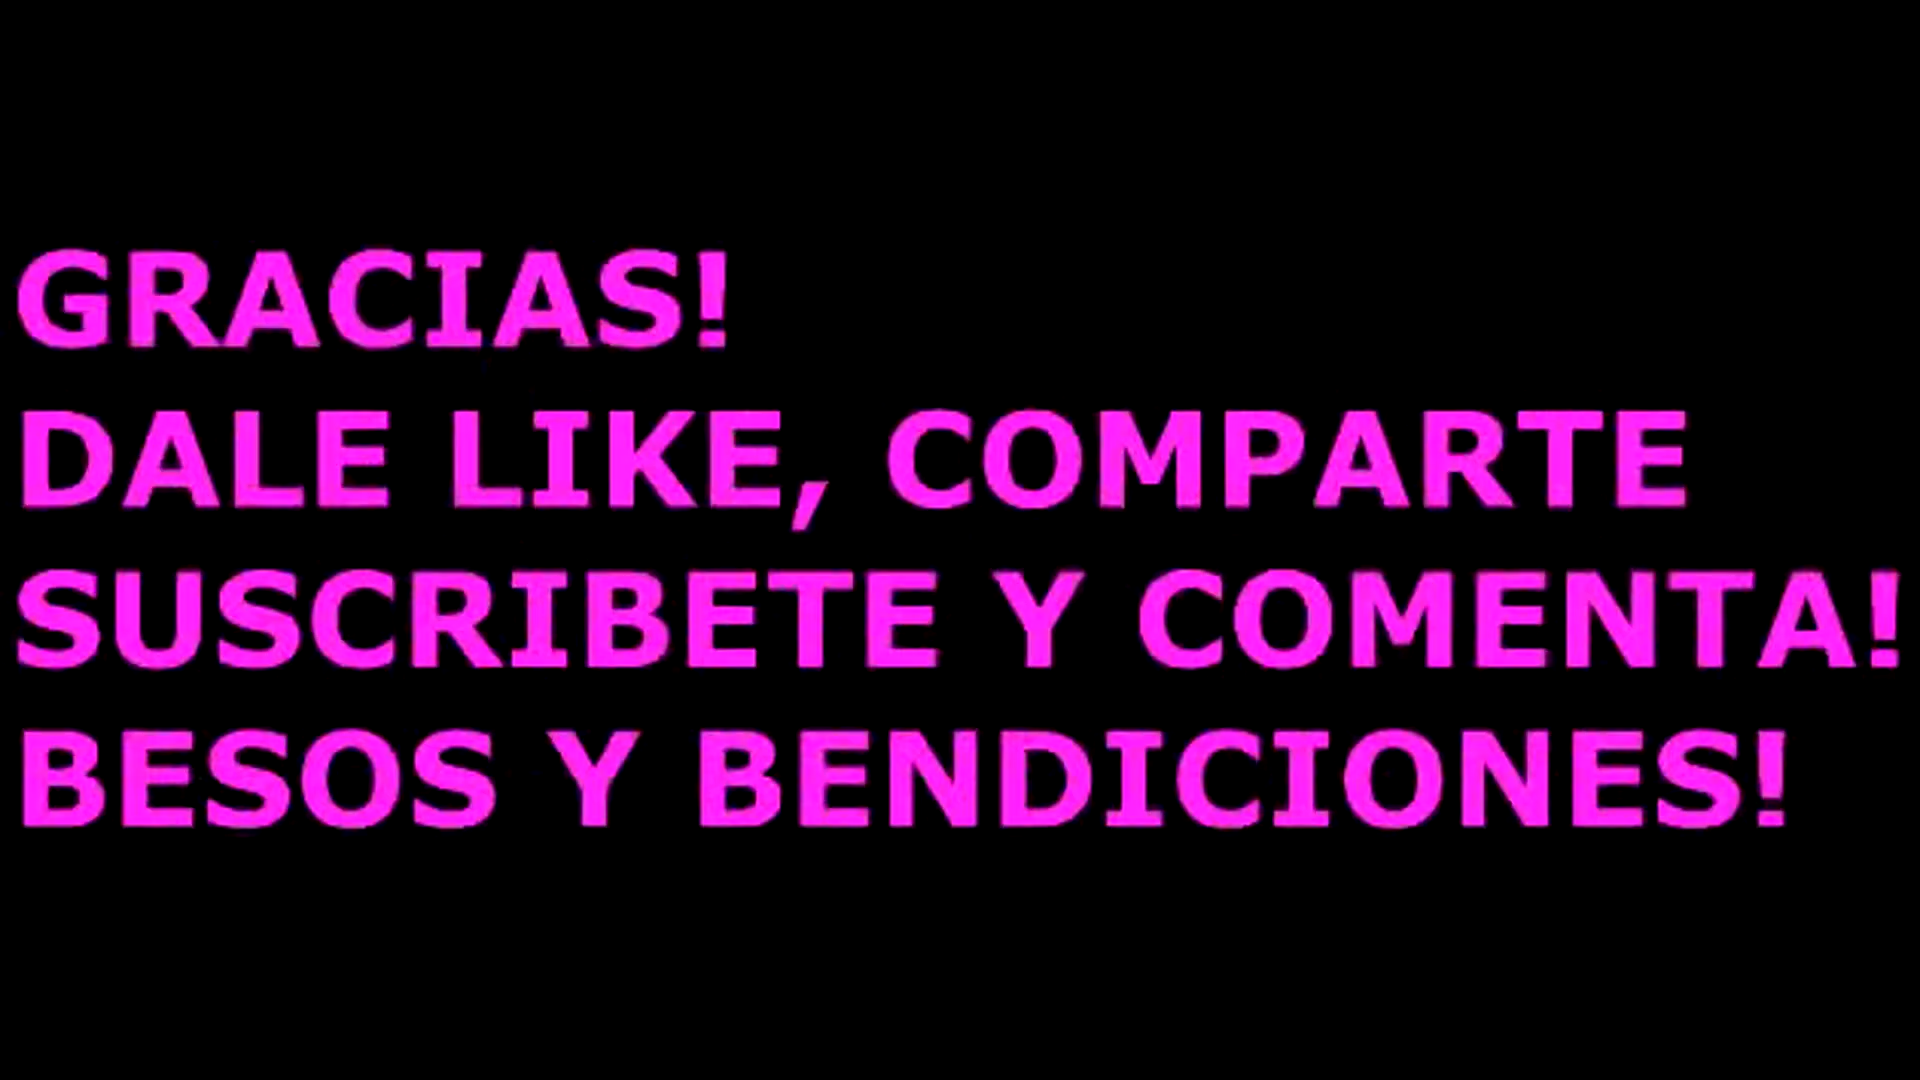 GRACIAS!
DALE LIKE, COMPARTE
SUSCRIBETE Y COMENTA!
BESOS Y BENDICIONES!